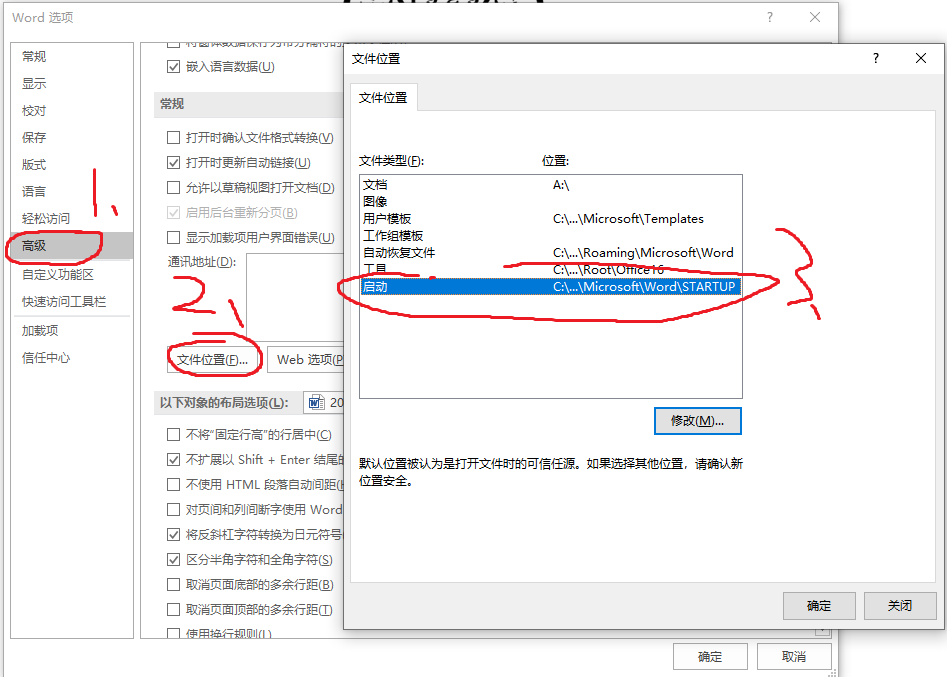 Word 选项
?
常规
显示
校对
保存
版式
语言
轻松访问
高级
自定义功能区
快速访问工具栏
加载项
信任中心
1.
嵌入语言数据(U)
常规
打开时确认文件格式转换(V)
打开时更新自动链接(U)
允许以草稿视图打开文档(D)
启用后台重新分页(B)
显示加载项用户界面错误(U)
通讯地址(D):
2、
文件位置(F)...
Web 选项(P
以下对象的布局选项(L):
20
不将“固定行高”的行居中(C)
不扩展以 Shift + Enter 结尾的
不使用 HTML 段落自动间距(H
对页间和列间断字使用 Word
将反斜杠字符转换为日元符号
区分半角字符和全角字符(S)
取消页面底部的多余行距(B)
取消页面顶部的多余行距(T)
使用换行规则(L)
确定
取消
文件位置
?
文件位置
文件类型(F):
位置:
文档 A:\
图像
用户模板 C:\...\Microsoft\Templates
工作组模板
自动恢复文件 C:\...\Roaming\Microsoft\Word
工具 C:\...\Root\Office16
启动 C:\...\Microsoft\Word\STARTUP
3、
修改(M)...
默认位置被认为是打开文件时的可信任源。如果选择其他位置，请确认新
位置安全。
确定
关闭